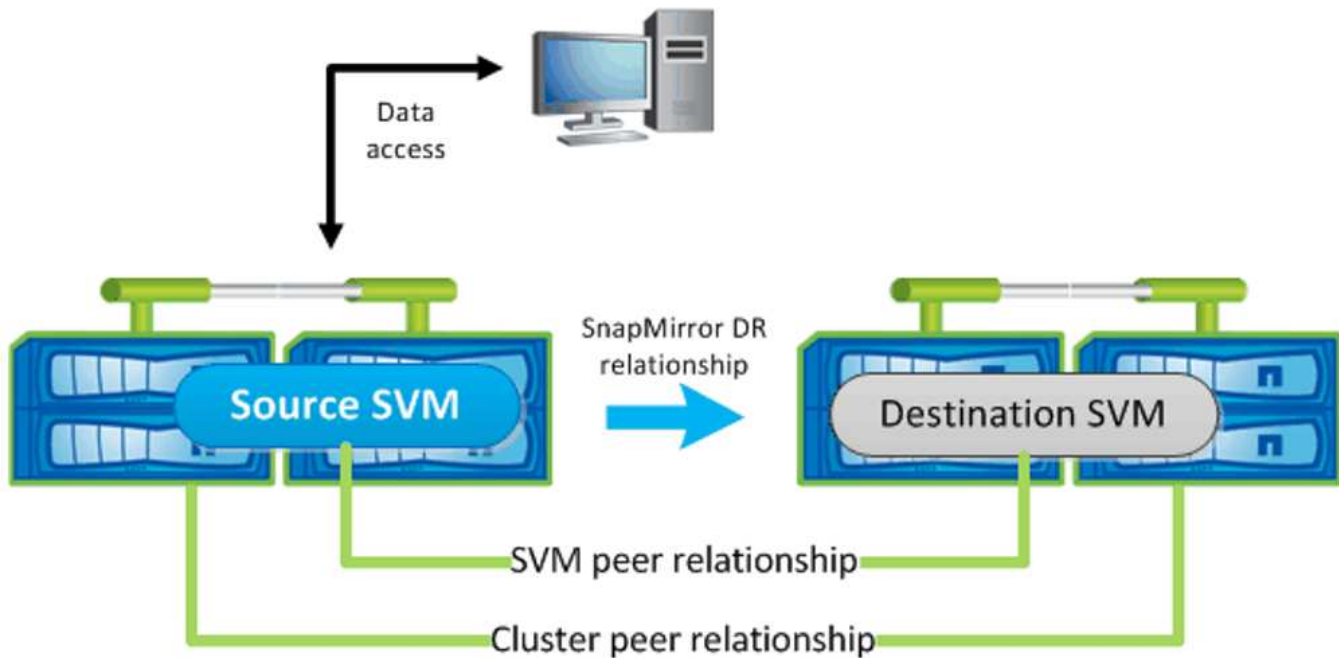 Data
access
SnapMirror DR
relationship
Source SVM
Destination SVM
SVM peer relationship
Cluster peer relationship